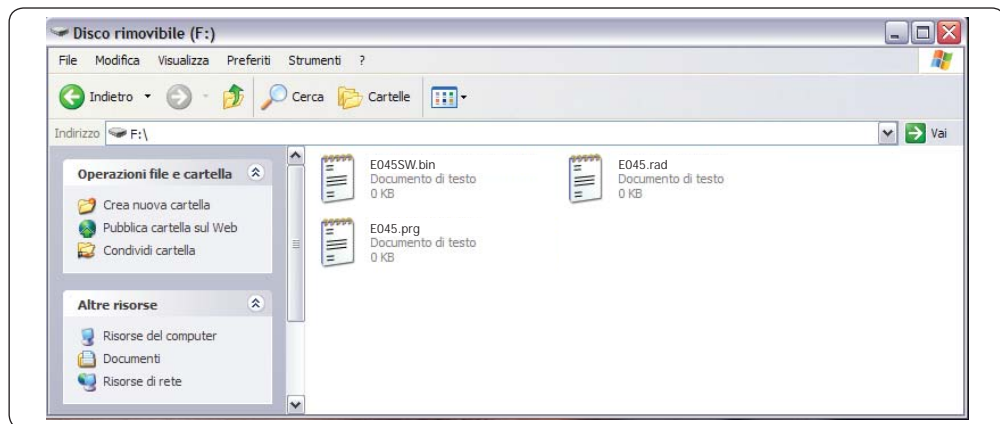 Disco rimovibile (F:)
File Modifica Visualizza Preferiti Strumenti ?
Indietro Cerca Cartelle
Indirizzo F:\ Vai
Operazioni file e cartella
Crea nuova cartella
Pubblica cartella sul Web
Condividi cartella
Altre risorse
Risorse del computer
Documenti
Risorse di rete
E045SW.bin
Documento di testo
0 KB
E045.rad
Documento di testo
0 KB
E045.prg
Documento di testo
0 KB